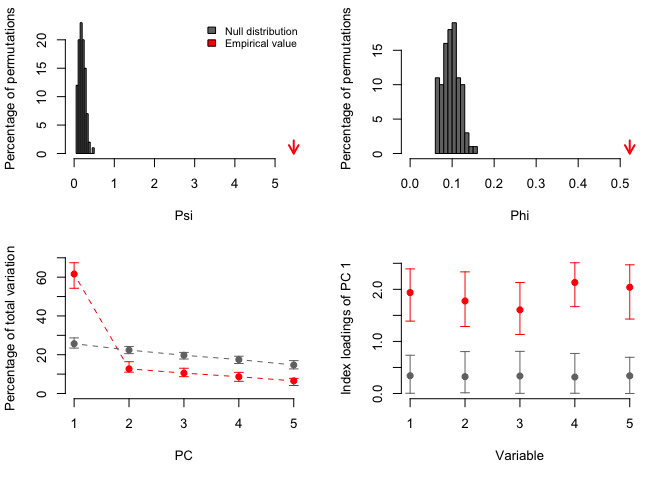 Percentage of permutations
0
5
10
15
20
Null distribution
Empirical value
0 1 2 3 4 5
Psi
Percentage of permutations
0
5
10
15
0.0 0.1 0.2 0.3 0.4 0.5
Phi
Percentage of total variation
0
20
40
60
1 2 3 4 5
PC
Index loadings of PC 1
0.0
1.0
2.0
1 2 3 4 5
Variable